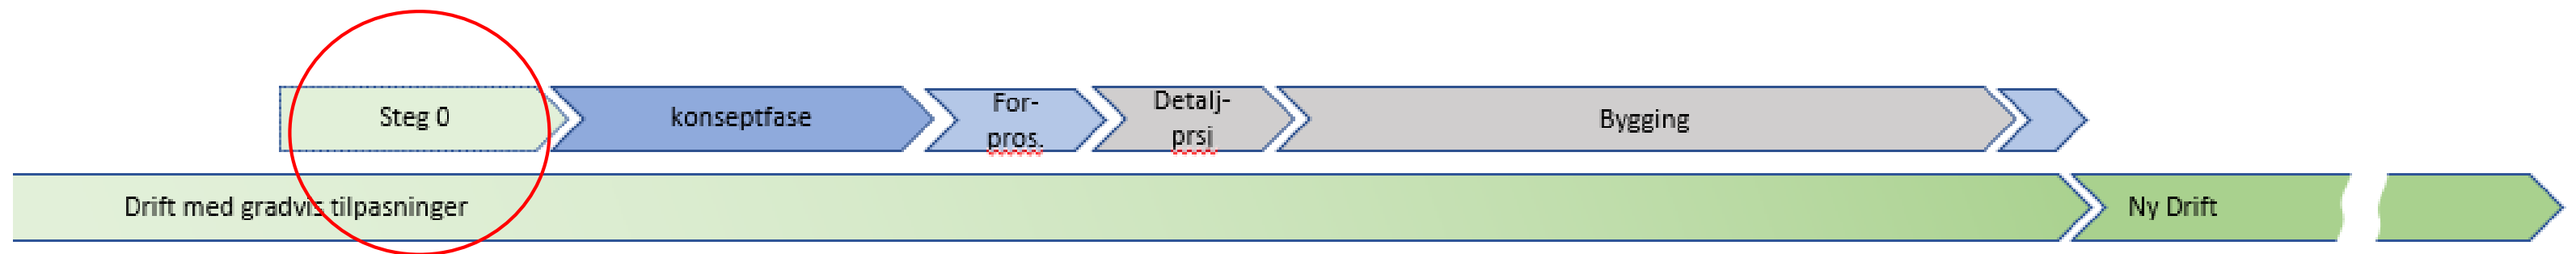 Steg 0
konseptfase
For-
pros.
Detalj-
prsj
Bygging
Drift med gradvis tilpasninger
Ny Drift